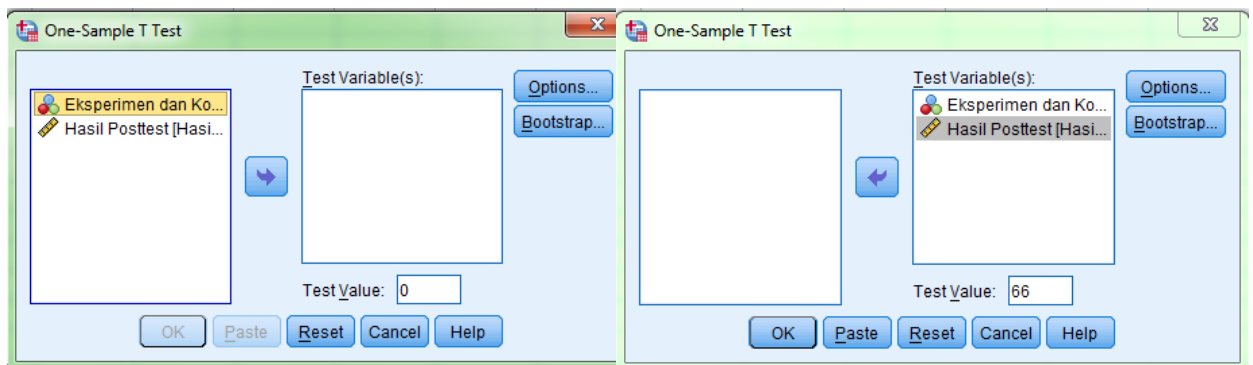 One-Sample T Test
Test Variable(s):
Eksperimen dan Ko...
Hasil Posttest [Hasi...
Options...
Bootstrap...
Test Value: 0
OK Paste Reset Cancel Help
One-Sample T Test
Test Variable(s):
Eksperimen dan Ko...
Hasil Posttest [Hasi...
Options...
Bootstrap...
Test Value: 66
OK Paste Reset Cancel Help